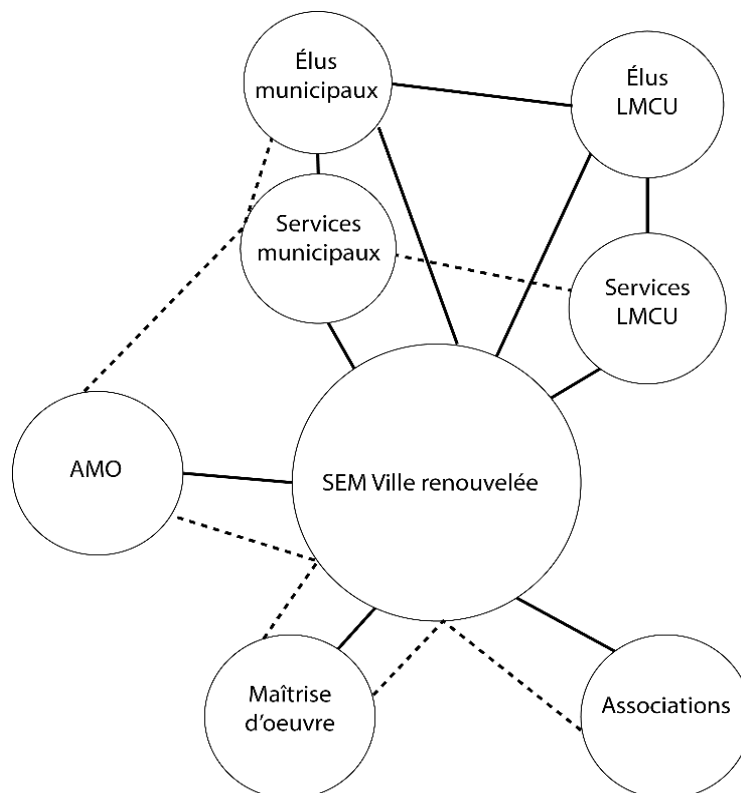 Élus
municipaux
Élus
LMCU
Services
municipaux
Services
LMCU
AMO
SEM Ville renouvelée
Maîtrise
d'oeuvre
Associations